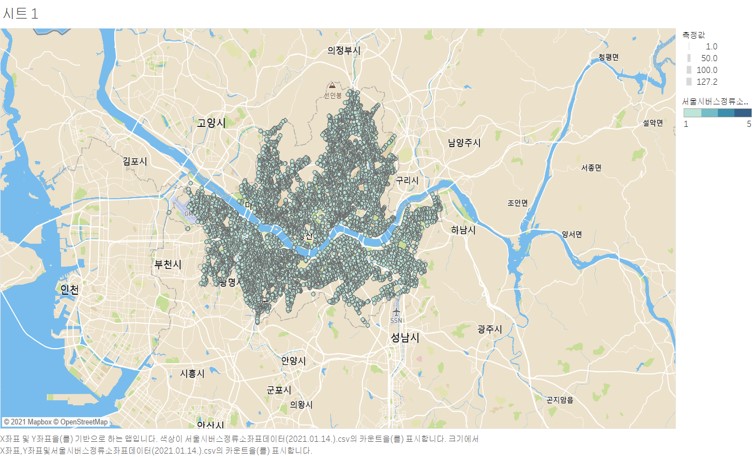 시트 1
의정부시
측정값
1.0
50.0
100.0
127.2
청평면
선인봉
서울시버스정류소..
1
5
고양시
설악면
김포시
남양주시
구리시
서종면
조안면
하남시
양서면
부천시
광명시
인천
SSN
성남시
광주시
안양시
시흥시
군포시
의왕시
곤지암읍
안산시
© 2021 Mapbox © OpenStreetMap
X좌표 및 Y좌표을(를) 기반으로 하는 맵입니다. 색상이 서울시버스정류소좌표데이터(2021.01.14.).csv의 카운트을(를) 표시합니다. 크기에서
X좌표,Y좌표및서울시버스정류소좌표데이터(2021.01.14.).csv의 카운트을(를) 표시합니다.